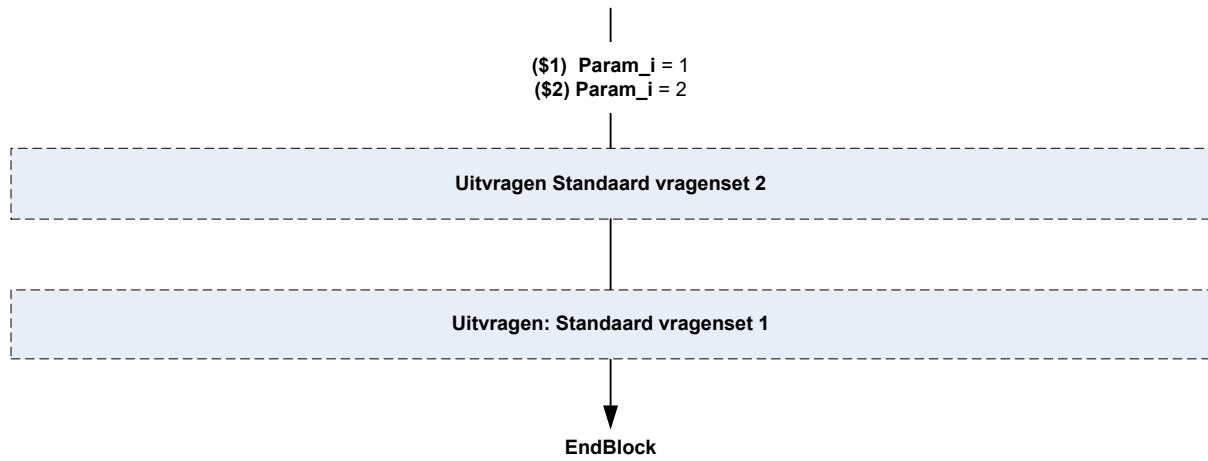 ($1) Param_i = 1
($2) Param_i = 2
Uitvragen Standaard vragenset 2
Uitvragen: Standaard vragenset 1
EndBlock